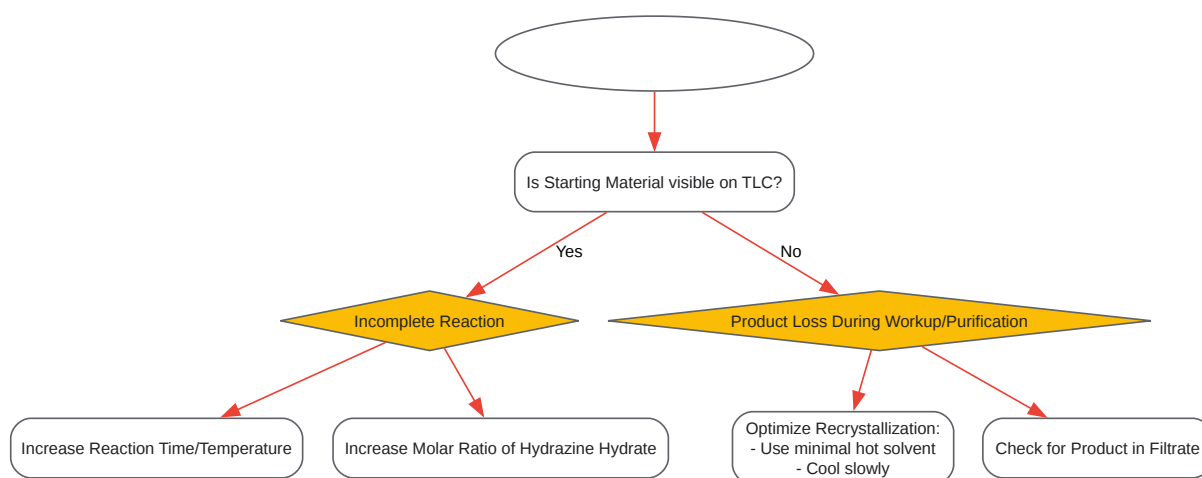 Is Starting Material visible on TLC?
Yes
No
Incomplete Reaction
Product Loss During Workup/Purification
Increase Reaction Time/Temperature
Increase Molar Ratio of Hydrazine Hydrate
Optimize Recrystallization:
- Use minimal hot solvent
- Cool slowly
Check for Product in Filtrate